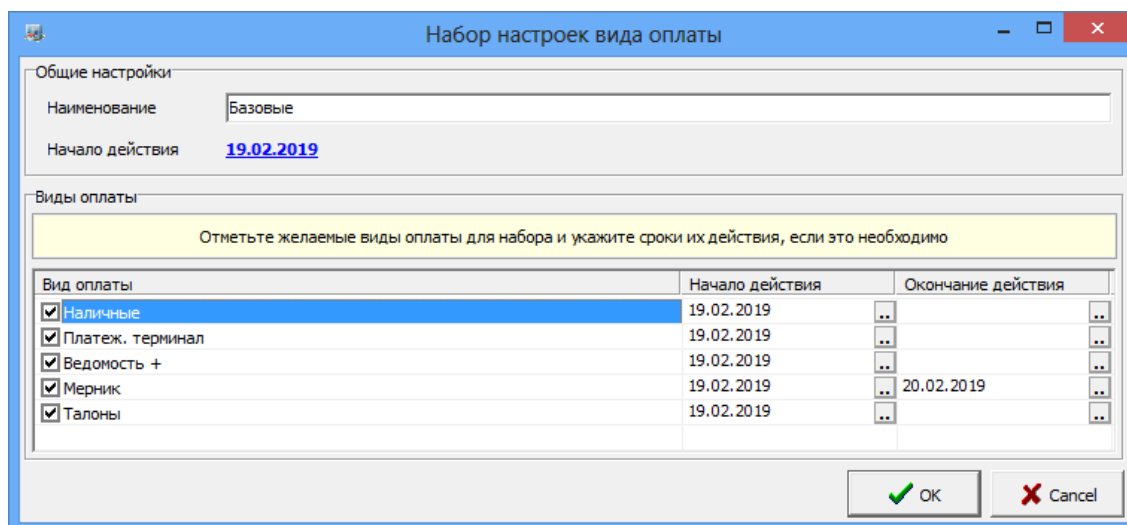 Набор настроек вида оплаты
Общие настройки
Наименование Базовые
Начало действия 19.02.2019
Виды оплаты
Отметьте желаемые виды оплаты для набора и укажите сроки их действия, если это необходимо
Вид оплаты Начало действия Окончание действия
Наличные 19.02.2019 .. ..
Платеж. терминал 19.02.2019 .. ..
Ведомость + 19.02.2019 .. ..
Мерник 19.02.2019 .. 20.02.2019 ..
Талоны 19.02.2019 .. ..
OK Cancel